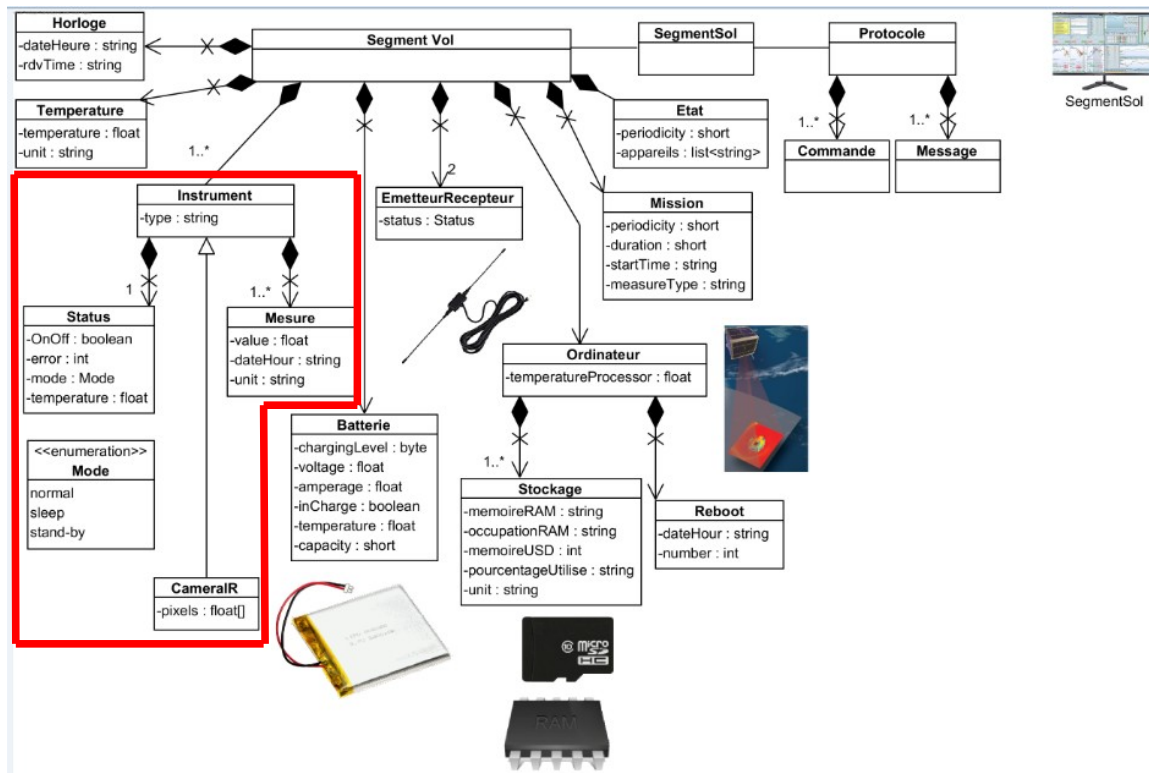 Horloge
-dateHeure : string
-rdvTime : string
Segment Vol
SegmentSol
Protocole
SegmentSol
Temperature
-temperature : float
-unit : string
Etat
-periodicity : short
-appareils : list<string>
1..*
1..*
Commande
Message
1..*
Instrument
-type : string
2
EmetteurRecepteur
-status : Status
Mission
-periodicity : short
-duration : short
-startTime : string
-measureType : string
1
1..*
Status
-OnOff : boolean
-error : int
-mode : Mode
-temperature : float
Mesure
-value : float
-dateHour : string
-unit : string
Ordinateur
-temperatureProcessor : float
<<enumeration>>
Mode
normal
sleep
stand-by
Batterie
-chargingLevel : byte
-voltage : float
-amperage : float
-inCharge : boolean
-temperature : float
-capacity : short
1..*
Stockage
-memoireRAM : string
-occupationRAM : string
-memoireUSD : int
-pourcentageUtilise : string
-unit : string
Reboot
-dateHour : string
-number : int
CameraIR
-pixels : float[]
micro
SD
HC
RAM